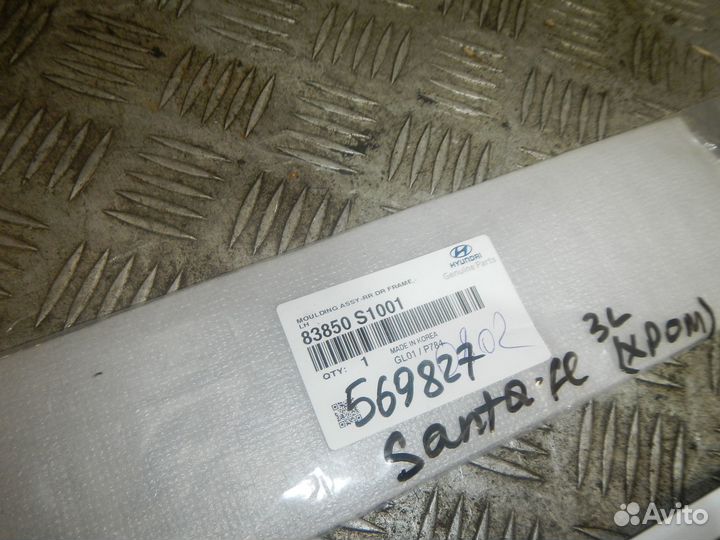 HYUNDAI
Genuine Parts
MOULDING ASSY-RR DR FRAME,
LH
83850 S1001
QTY: 1
MADE IN KOREA
GL01 / P784
569827
Santa-fe
3L
(ХРОМ)
Avito